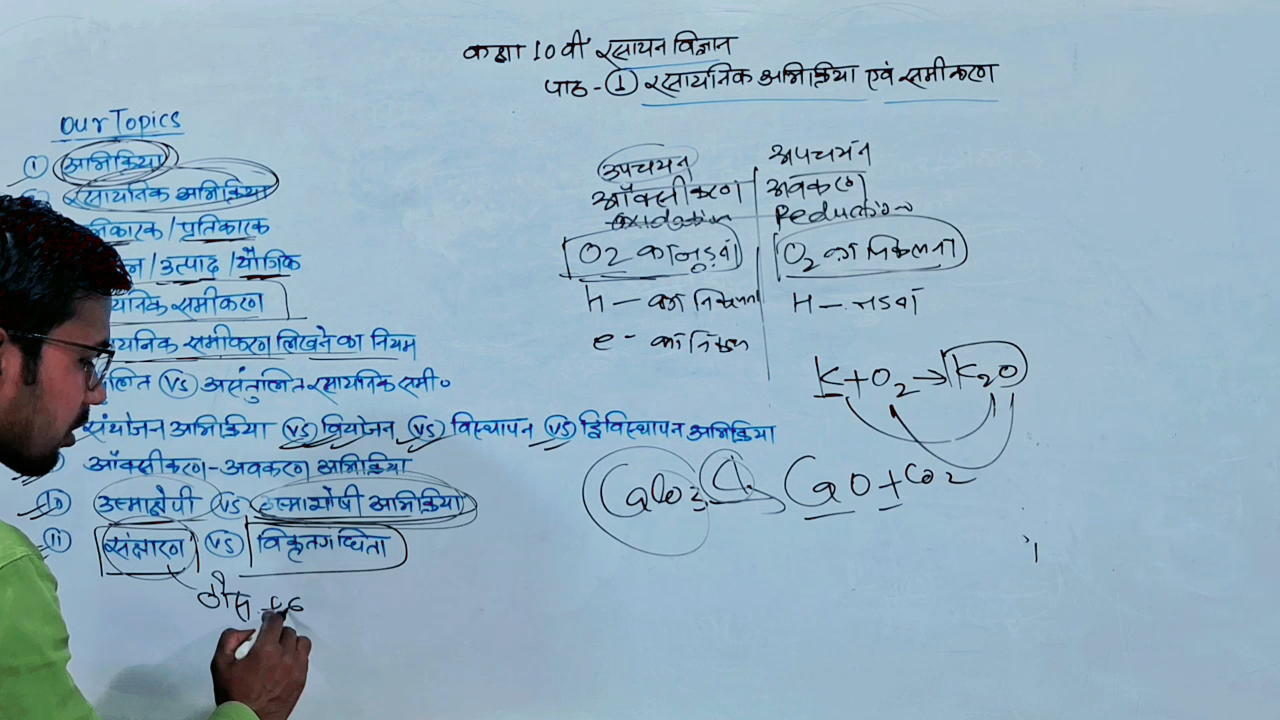 कक्षा 10वी रसायन विज्ञान
पाठ - ① रसायनिक अभिक्रिया एवं समीकरण
Our Topics
① अभिक्रिया
रसायनिक अभिक्रिया
कारक / प्रतिकारक
/ उत्पाद / यौगिक
यनिक समीकरण
यनिक समीकरण लिखने का नियम
लित VS असंतुलित रसायनिक समी०
संयोजन अभिक्रिया VS वियोजन VS विस्थापन VS द्विविस्थापन अभिक्रिया
ऑक्सीकरण - अवकरण अभिक्रिया
10 उष्माक्षेपी VS उष्माशोषी अभिक्रिया
11 संक्षारण VS विकृतगंधिता
ठोस
उपचयन
अपचयन
ऑक्सीकरण
अवकरण
Oxidation
Reduction
O2 का जुड़ना
O2 का निकलना
H - का निकलना
H - जुड़ना
e - का निकल
K + O2 → K2O
CaCO3 Δ CaO + CO2